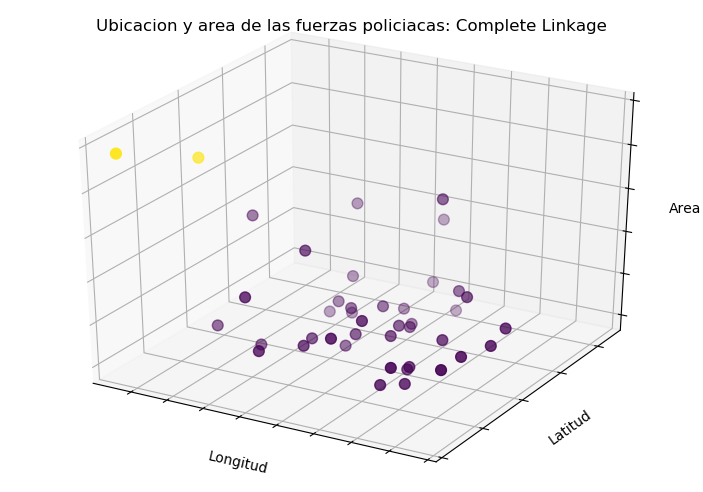 Ubicacion y area de las fuerzas policiacas: Complete Linkage
Area
Latitud
Longitud